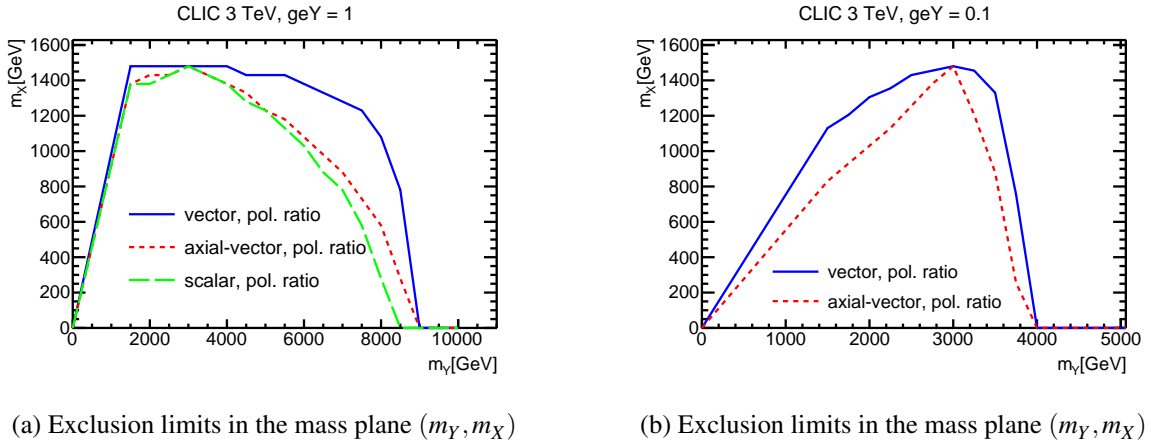 CLIC 3 TeV, geY = 1
m_X[GeV]
1600
1400
1200
1000
800
600
400
200
0
vector, pol. ratio
axial-vector, pol. ratio
scalar, pol. ratio
0 2000 4000 6000 8000 10000
m_Y[GeV]
(a) Exclusion limits in the mass plane (m_Y, m_X)
CLIC 3 TeV, geY = 0.1
m_X[GeV]
1600
1400
1200
1000
800
600
400
200
0
vector, pol. ratio
axial-vector, pol. ratio
0 1000 2000 3000 4000 5000
m_Y[GeV]
(b) Exclusion limits in the mass plane (m_Y, m_X)